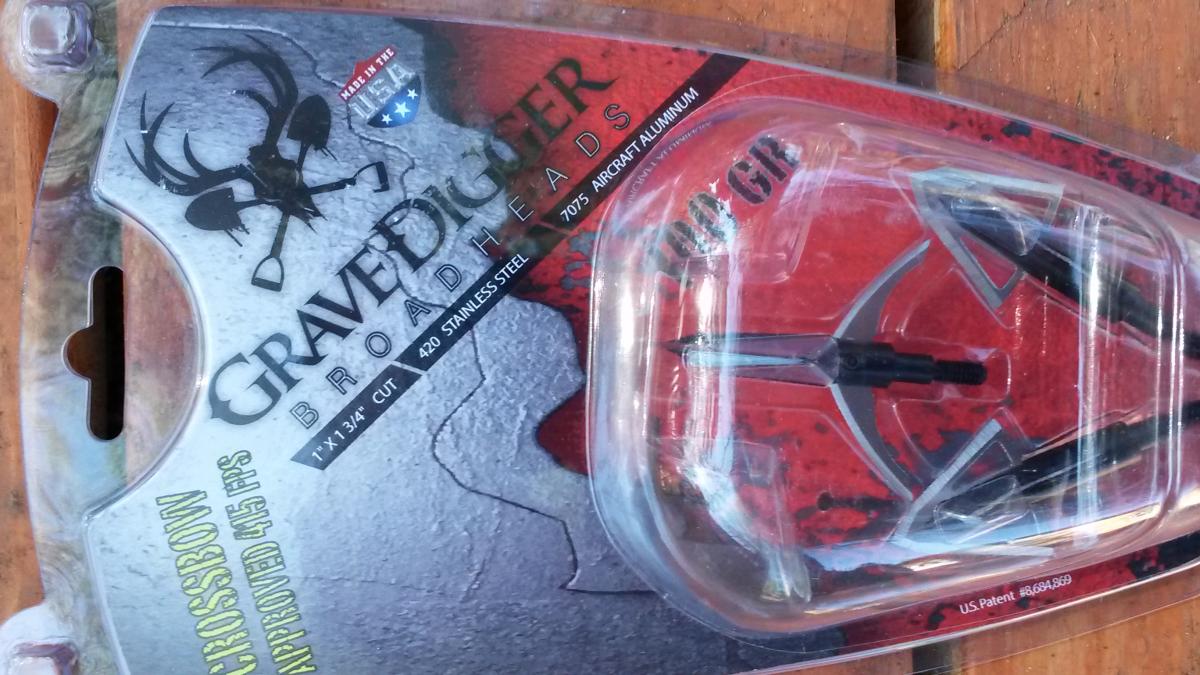 MADE IN THE
USA
GRAVEDIGGER
BROADHEADS
1" X 1 3/4" CUT 420 STAINLESS STEEL 7075 AIRCRAFT ALUMINUM
100 GR
CROSSBOW
APPROVED 415 FPS
U.S. Patent #8,684,869